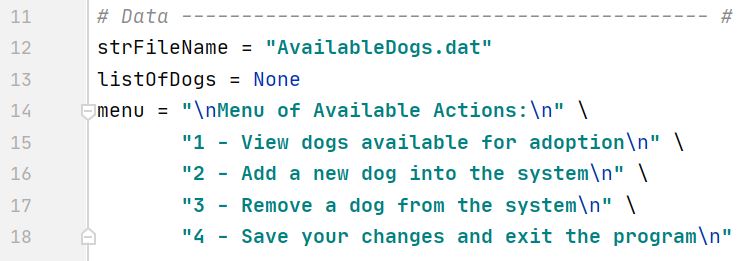 11 # Data ------------------------------------------- #
12 strFileName = "AvailableDogs.dat"
13 listOfDogs = None
14 menu = "\nMenu of Available Actions:\n" \
15 "1 - View dogs available for adoption\n" \
16 "2 - Add a new dog into the system\n" \
17 "3 - Remove a dog from the system\n" \
18 "4 - Save your changes and exit the program\n"